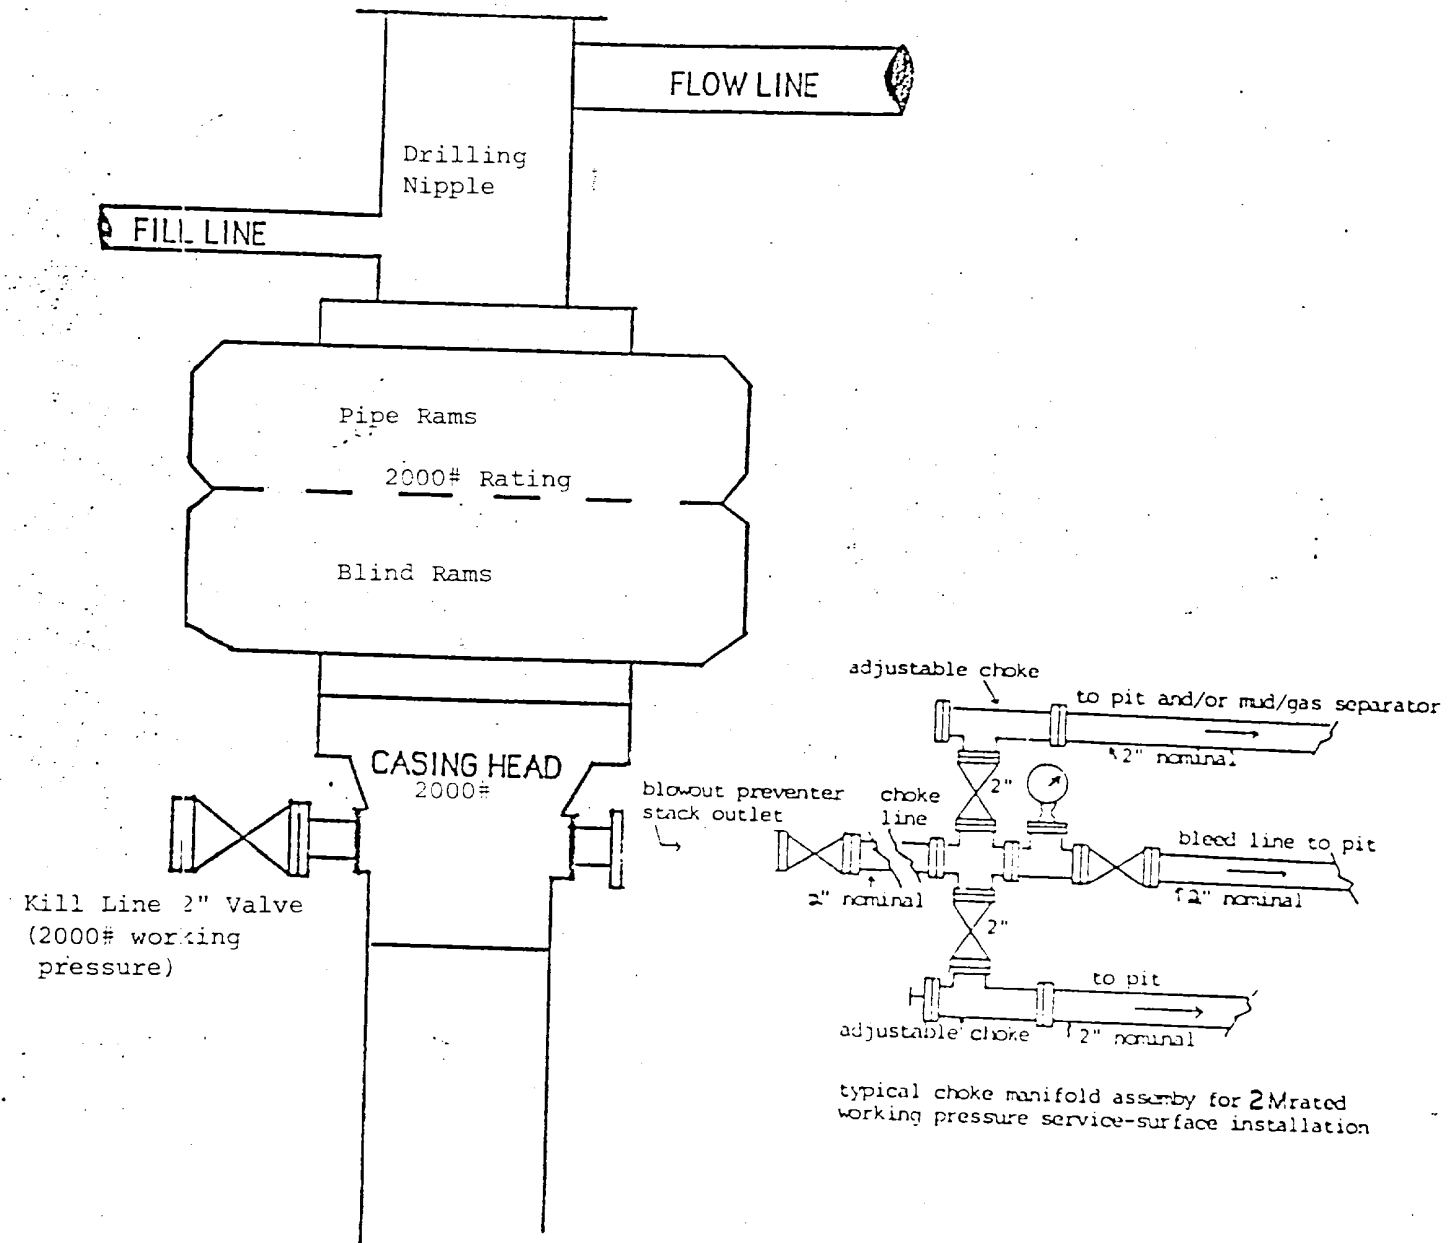 FLOW LINE
Drilling
Nipple
FILL LINE
Pipe Rams
2000# Rating
Blind Rams
CASING HEAD
2000#
Kill Line 2" Valve
(2000# working
pressure)
blowout preventer
stack outlet
adjustable choke
to pit and/or mud/gas separator
2" nominal
2"
choke
line
bleed line to pit
2" nominal
2" nominal
2"
to pit
adjustable choke
2" nominal
typical choke manifold assemby for 2 M rated
working pressure service-surface installation